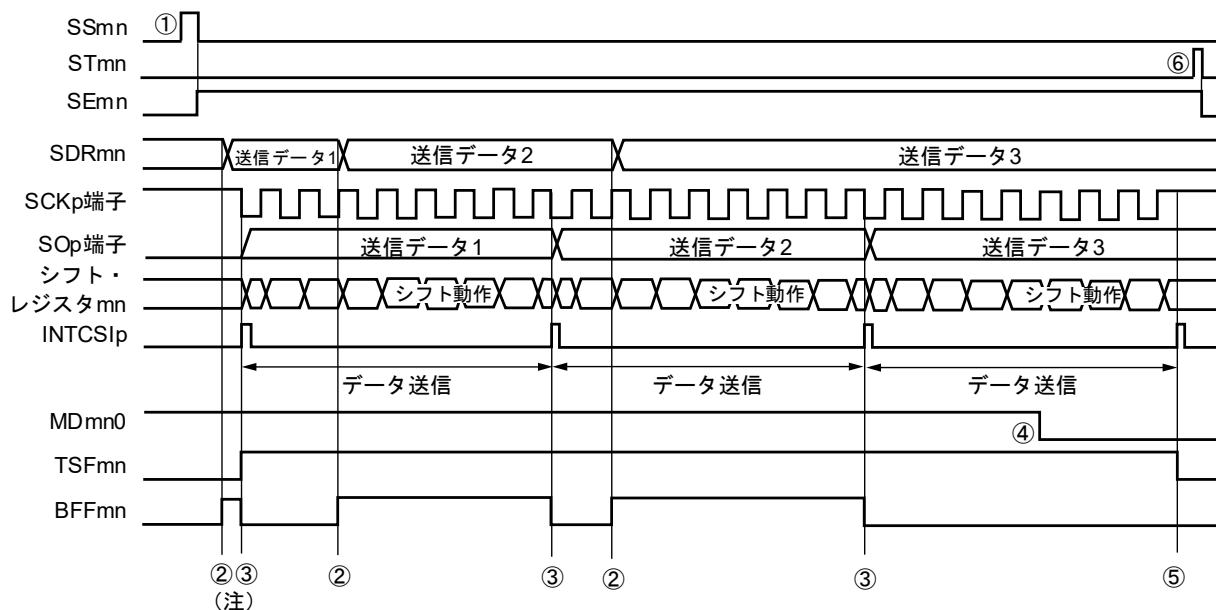 SSmn ①
STmn ⑥
SEmn
SDRmn 送信データ1 送信データ2 送信データ3
SCKp端子
SOp端子 送信データ1 送信データ2 送信データ3
シフト・
レジスタmn シフト動作 シフト動作 シフト動作
INTCSIp
データ送信 データ送信 データ送信
MDmn0 ④
TSFmn
BFFmn
②③ ② ③ ② ③ ⑤
（注）